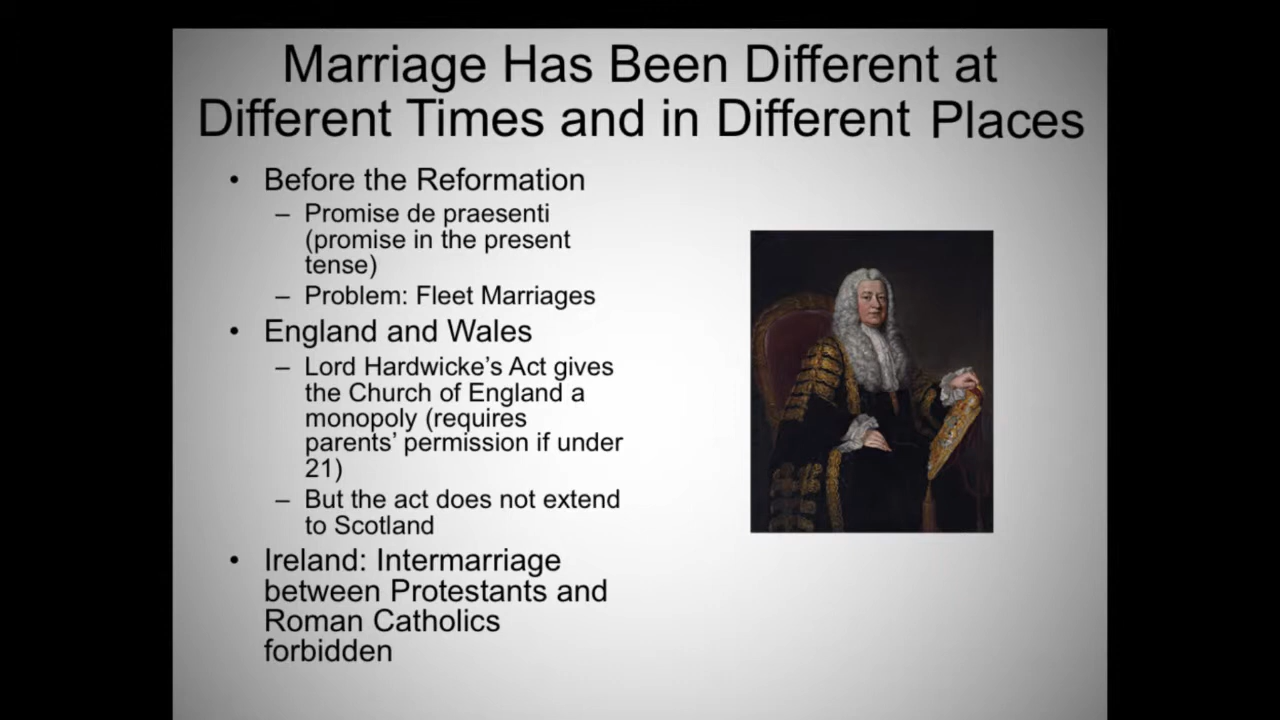 Marriage Has Been Different at
Different Times and in Different Places
• Before the Reformation
– Promise de praesenti
(promise in the present
tense)
– Problem: Fleet Marriages
• England and Wales
– Lord Hardwicke’s Act gives
the Church of England a
monopoly (requires
parents’ permission if under
21)
– But the act does not extend
to Scotland
• Ireland: Intermarriage
between Protestants and
Roman Catholics
forbidden